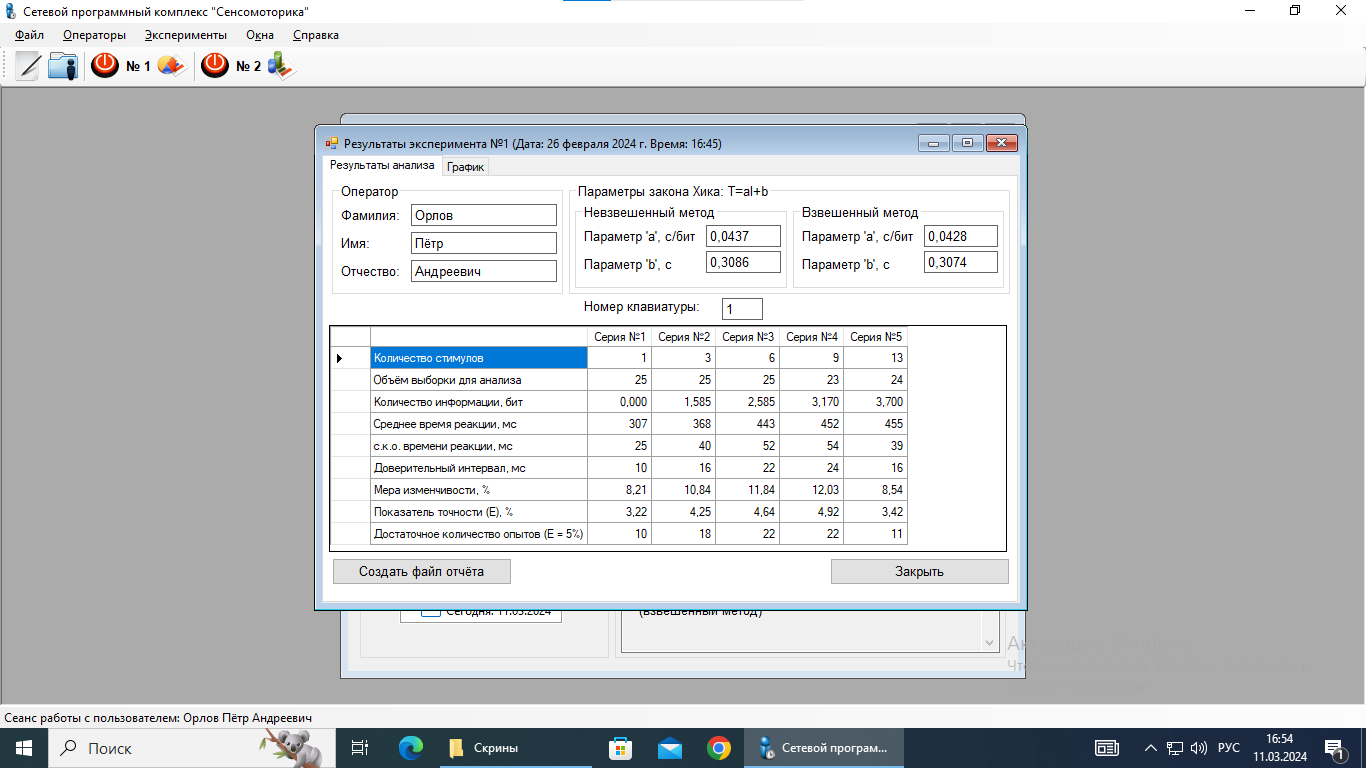 Сетевой программный комплекс "Сенсомоторика"
Файл Операторы Эксперименты Окна Справка
№ 1 № 2
Результаты эксперимента №1 (Дата: 26 февраля 2024 г. Время: 16:45)
Результаты анализа График
Оператор
Фамилия: Орлов
Имя: Пётр
Отчество: Андреевич
Параметры закона Хика: T=aI+b
Невзвешенный метод
Параметр 'a', с/бит 0,0437
Параметр 'b', с 0,3086
Взвешенный метод
Параметр 'a', с/бит 0,0428
Параметр 'b', с 0,3074
Номер клавиатуры: 1
Серия №1 Серия №2 Серия №3 Серия №4 Серия №5
Количество стимулов 1 3 6 9 13
Объём выборки для анализа 25 25 25 23 24
Количество информации, бит 0,000 1,585 2,585 3,170 3,700
Среднее время реакции, мс 307 368 443 452 455
с.к.о. времени реакции, мс 25 40 52 54 39
Доверительный интервал, мс 10 16 22 24 16
Мера изменчивости, % 8,21 10,84 11,84 12,03 8,54
Показатель точности (E), % 3,22 4,25 4,64 4,92 3,42
Достаточное количество опытов (E = 5%) 10 18 22 22 11
Создать файл отчёта Закрыть
Сегодня: 11.03.2024 (взвешенный метод)
Сеанс работы с пользователем: Орлов Пётр Андреевич
Поиск Скрины Сетевой програм... РУС 16:54
11.03.2024
1